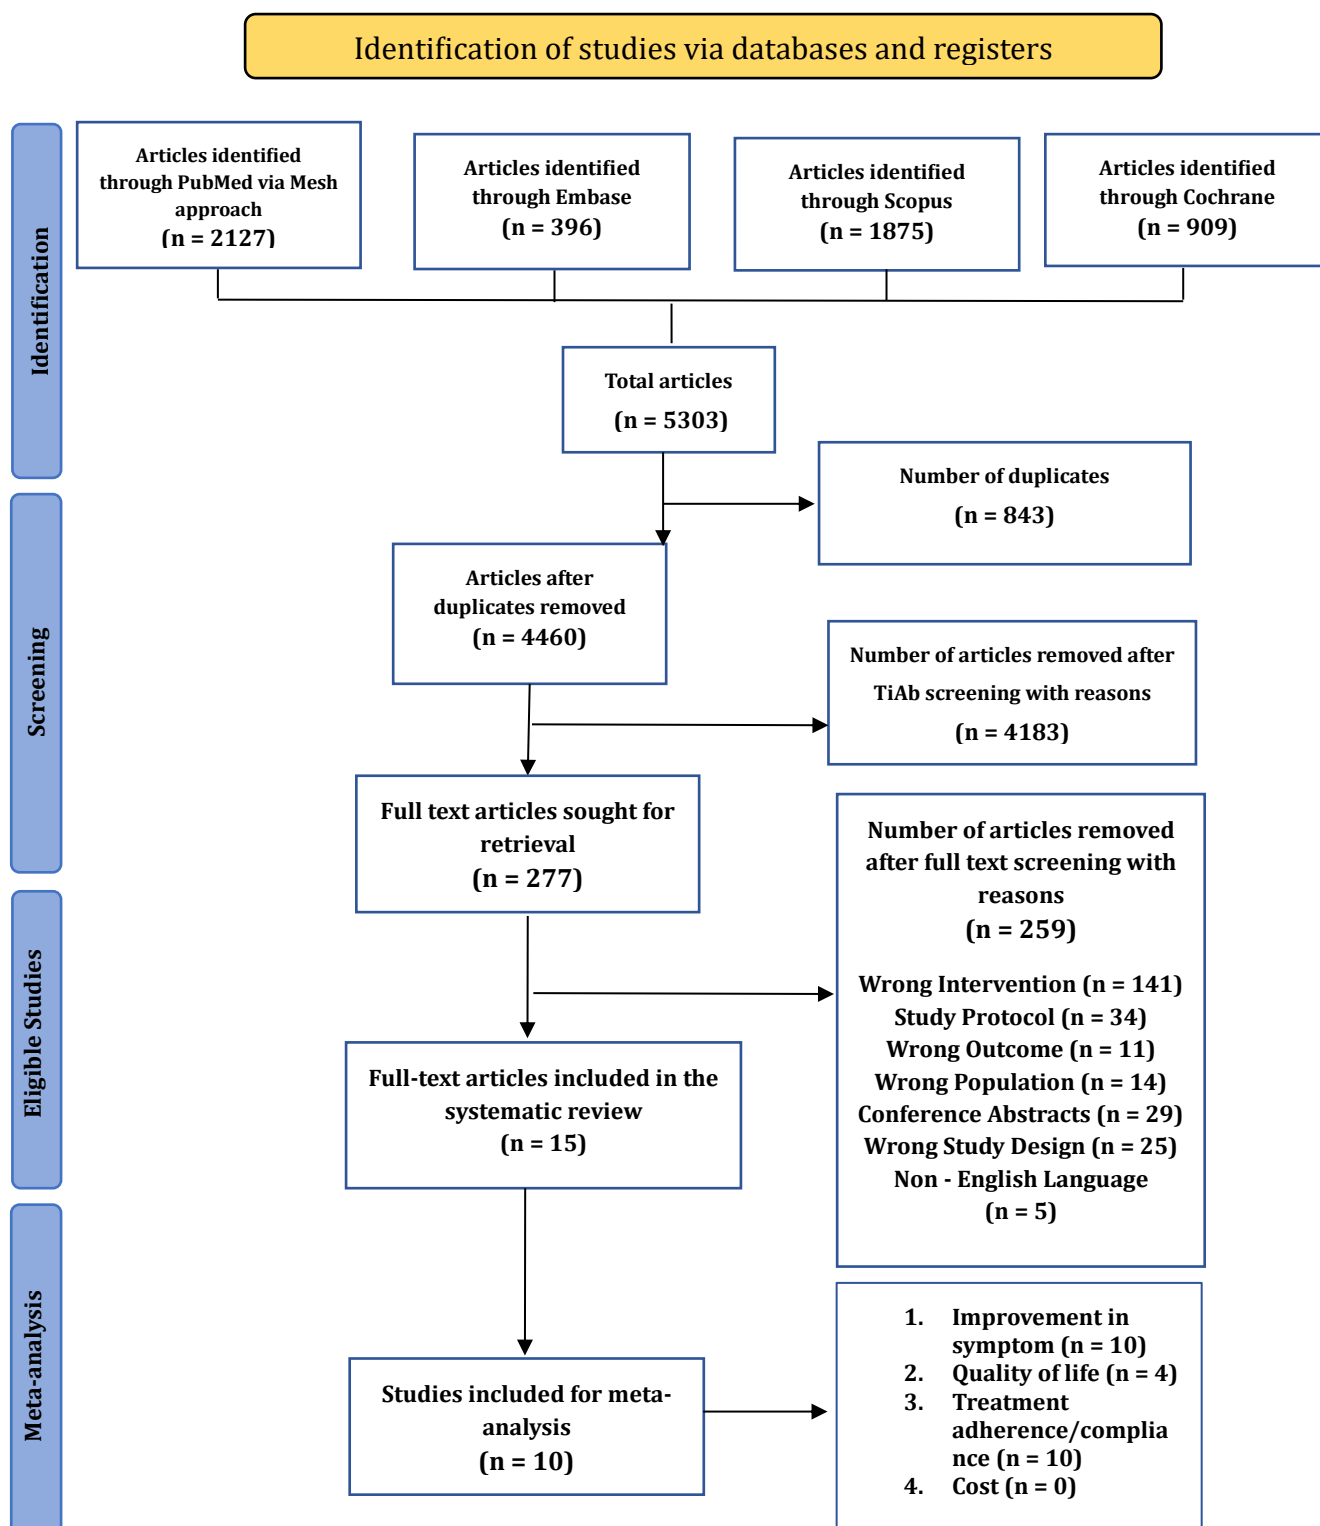 Identification of studies via databases and registers
Identification
Articles identified
through PubMed via Mesh
approach
(n = 2127)
Articles identified
through Embase
(n = 396)
Articles identified
through Scopus
(n = 1875)
Articles identified
through Cochrane
(n = 909)
Total articles
(n = 5303)
Number of duplicates
(n = 843)
Screening
Articles after
duplicates removed
(n = 4460)
Number of articles removed after
TiAb screening with reasons
(n = 4183)
Full text articles sought for
retrieval
(n = 277)
Number of articles removed
after full text screening with
reasons
(n = 259)
Wrong Intervention (n = 141)
Study Protocol (n = 34)
Wrong Outcome (n = 11)
Wrong Population (n = 14)
Conference Abstracts (n = 29)
Wrong Study Design (n = 25)
Non - English Language
(n = 5)
Eligible Studies
Full-text articles included in the
systematic review
(n = 15)
Meta-analysis
Studies included for meta-
analysis
(n = 10)
1. Improvement in
symptom (n = 10)
2. Quality of life (n = 4)
3. Treatment
adherence/complia
nce (n = 10)
4. Cost (n = 0)